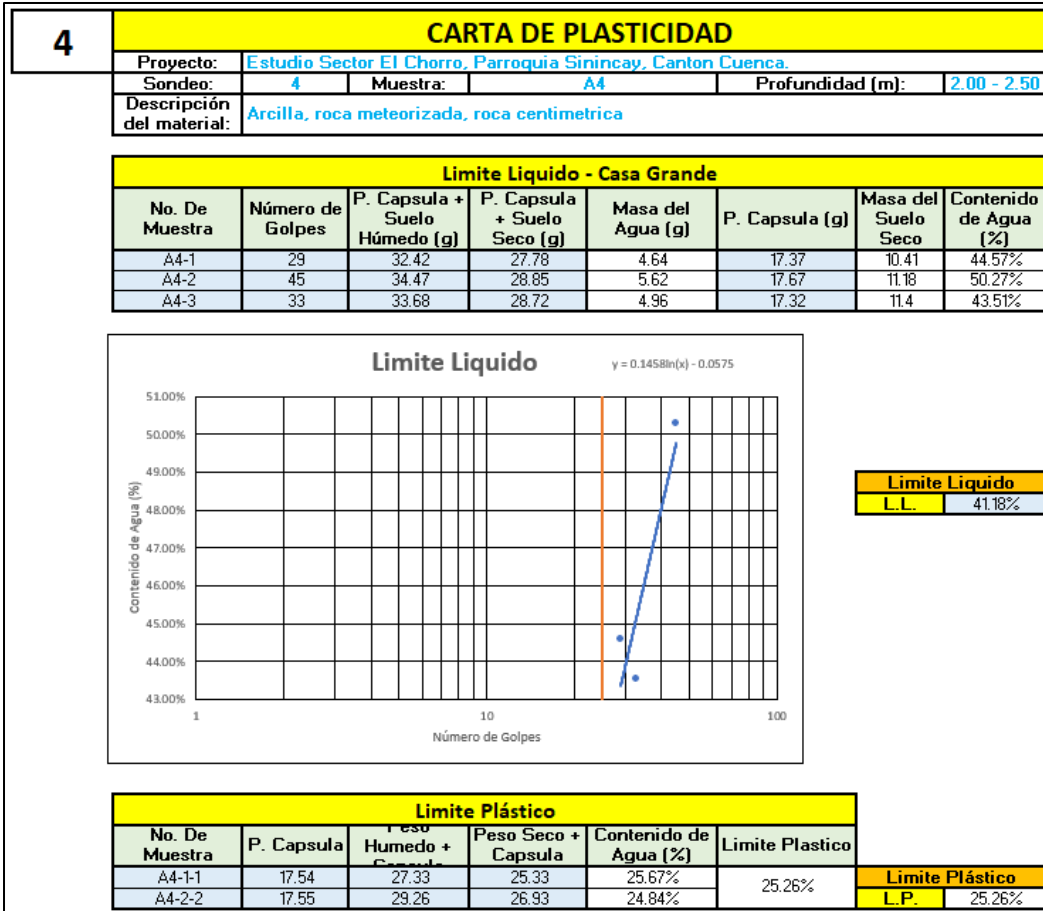 4
CARTA DE PLASTICIDAD
Proyecto: Estudio Sector El Chorro, Parroquia Sinincay, Canton Cuenca.
Sondeo: 4 Muestra: A4 Profundidad (m): 2.00 - 2.50
Descripción del material: Arcilla, roca meteorizada, roca centimetrica
Limite Liquido - Casa Grande
No. De Muestra Número de Golpes P. Capsula + Suelo Húmedo (g) P. Capsula + Suelo Seco (g) Masa del Agua (g) P. Capsula (g) Masa del Suelo Seco Contenido de Agua (%)
A4-1 29 32.42 27.78 4.64 17.37 10.41 44.57%
A4-2 45 34.47 28.85 5.62 17.67 11.18 50.27%
A4-3 33 33.68 28.72 4.96 17.32 11.4 43.51%
Limite Liquido
y = 0.1458ln(x) - 0.0575
51.00%
50.00%
49.00%
48.00%
47.00%
46.00%
45.00%
44.00%
43.00%
Contenido de Agua (%)
1 10 100
Número de Golpes
Limite Liquido
L.L. 41.18%
Limite Plástico
No. De Muestra P. Capsula Peso Humedo + Capsula Peso Seco + Capsula Contenido de Agua (%) Limite Plastico
A4-1-1 17.54 27.33 25.33 25.67% 25.26%
A4-2-2 17.55 29.26 26.93 24.84%
Limite Plástico
L.P. 25.26%